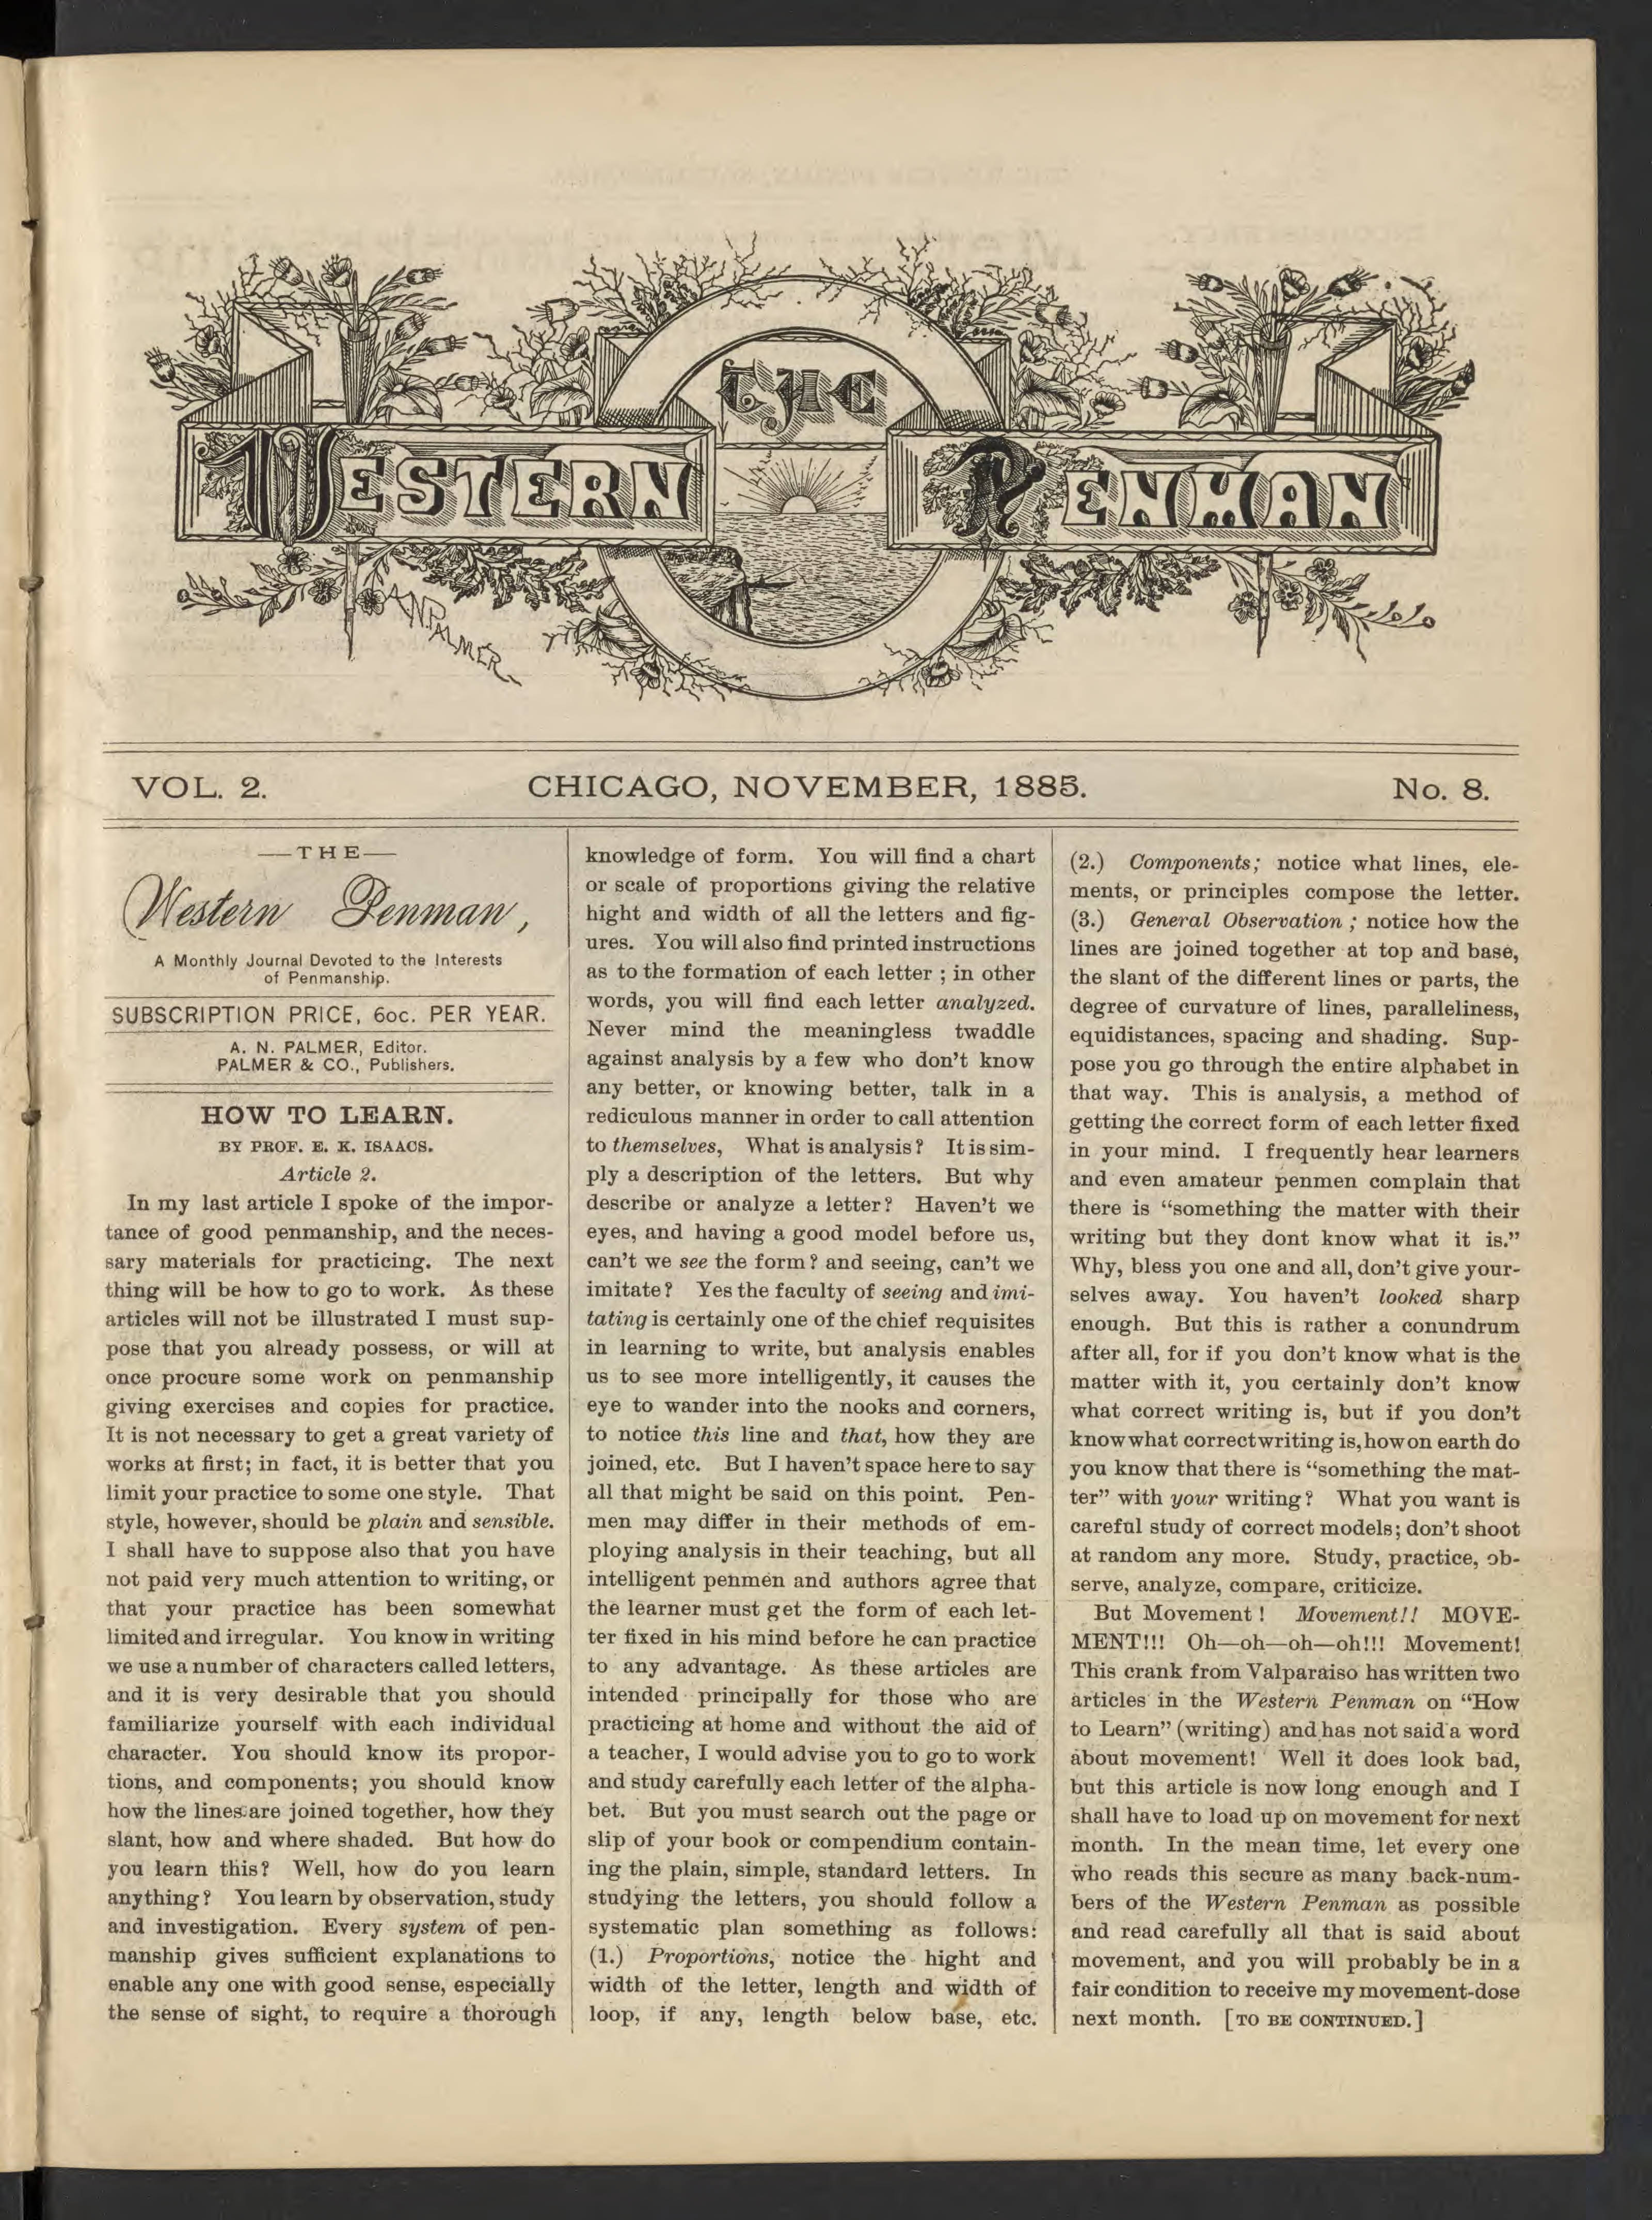 THE
WESTERN PENMAN
A N PALMER
VOL. 2. CHICAGO, NOVEMBER, 1885. No. 8.
—THE—
Western Penman,
A Monthly Journal Devoted to the Interests
of Penmanship.
SUBSCRIPTION PRICE, 60c. PER YEAR.
A. N. PALMER, Editor.
PALMER & CO., Publishers.
HOW TO LEARN.
BY PROF. E. K. ISAACS.
Article 2.
In my last article I spoke of the impor-
tance of good penmanship, and the neces-
sary materials for practicing. The next
thing will be how to go to work. As these
articles will not be illustrated I must sup-
pose that you already possess, or will at
once procure some work on penmanship
giving exercises and copies for practice.
It is not necessary to get a great variety of
works at first; in fact, it is better that you
limit your practice to some one style. That
style, however, should be plain and sensible.
I shall have to suppose also that you have
not paid very much attention to writing, or
that your practice has been somewhat
limited and irregular. You know in writing
we use a number of characters called letters,
and it is very desirable that you should
familiarize yourself with each individual
character. You should know its propor-
tions, and components; you should know
how the lines are joined together, how they
slant, how and where shaded. But how do
you learn this? Well, how do you learn
anything? You learn by observation, study
and investigation. Every system of pen-
manship gives sufficient explanations to
enable any one with good sense, especially
the sense of sight, to require a thorough
knowledge of form. You will find a chart
or scale of proportions giving the relative
hight and width of all the letters and fig-
ures. You will also find printed instructions
as to the formation of each letter ; in other
words, you will find each letter analyzed.
Never mind the meaningless twaddle
against analysis by a few who don't know
any better, or knowing better, talk in a
rediculous manner in order to call attention
to themselves, What is analysis? It is sim-
ply a description of the letters. But why
describe or analyze a letter? Haven't we
eyes, and having a good model before us,
can't we see the form? and seeing, can't we
imitate? Yes the faculty of seeing and imi-
tating is certainly one of the chief requisites
in learning to write, but analysis enables
us to see more intelligently, it causes the
eye to wander into the nooks and corners,
to notice this line and that, how they are
joined, etc. But I haven't space here to say
all that might be said on this point. Pen-
men may differ in their methods of em-
ploying analysis in their teaching, but all
intelligent penmen and authors agree that
the learner must get the form of each let-
ter fixed in his mind before he can practice
to any advantage. As these articles are
intended principally for those who are
practicing at home and without the aid of
a teacher, I would advise you to go to work
and study carefully each letter of the alpha-
bet. But you must search out the page or
slip of your book or compendium contain-
ing the plain, simple, standard letters. In
studying the letters, you should follow a
systematic plan something as follows:
(1.) Proportions, notice the hight and
width of the letter, length and width of
loop, if any, length below base, etc.
(2.) Components; notice what lines, ele-
ments, or principles compose the letter.
(3.) General Observation ; notice how the
lines are joined together at top and base,
the slant of the different lines or parts, the
degree of curvature of lines, paralleliness,
equidistances, spacing and shading. Sup-
pose you go through the entire alphabet in
that way. This is analysis, a method of
getting the correct form of each letter fixed
in your mind. I frequently hear learners
and even amateur penmen complain that
there is "something the matter with their
writing but they dont know what it is."
Why, bless you one and all, don't give your-
selves away. You haven't looked sharp
enough. But this is rather a conundrum
after all, for if you don't know what is the
matter with it, you certainly don't know
what correct writing is, but if you don't
know what correct writing is, how on earth do
you know that there is "something the mat-
ter" with your writing? What you want is
careful study of correct models; don't shoot
at random any more. Study, practice, ob-
serve, analyze, compare, criticize.
But Movement! Movement!! MOVE-
MENT!!! Oh—oh—oh—oh!!! Movement!
This crank from Valparaiso has written two
articles in the Western Penman on "How
to Learn" (writing) and has not said a word
about movement! Well it does look bad,
but this article is now long enough and I
shall have to load up on movement for next
month. In the mean time, let every one
who reads this secure as many back-num-
bers of the Western Penman as possible
and read carefully all that is said about
movement, and you will probably be in a
fair condition to receive my movement-dose
next month. [TO BE CONTINUED.]